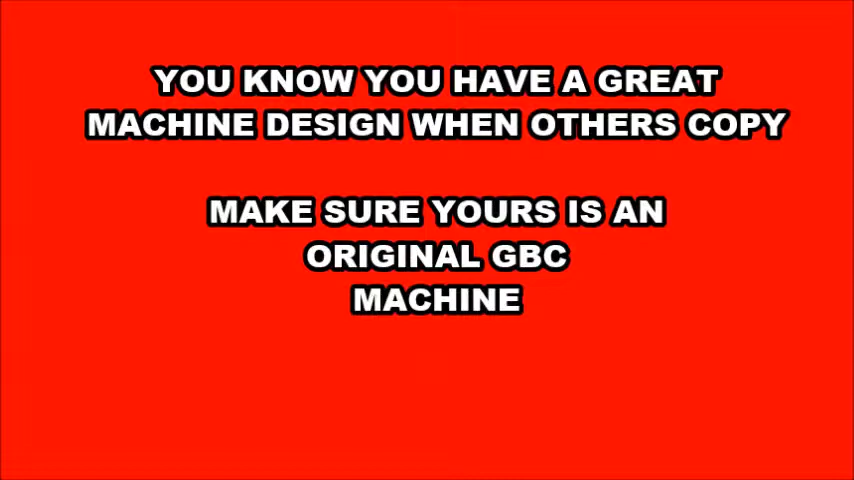 YOU KNOW YOU HAVE A GREAT
MACHINE DESIGN WHEN OTHERS COPY
MAKE SURE YOURS IS AN
ORIGINAL GBC
MACHINE